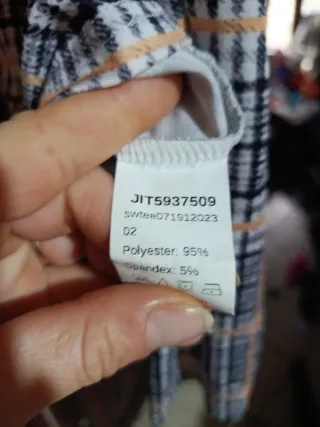 JIT5937509
swtee071912023
02
Polyester: 95%
Spandex: 5%